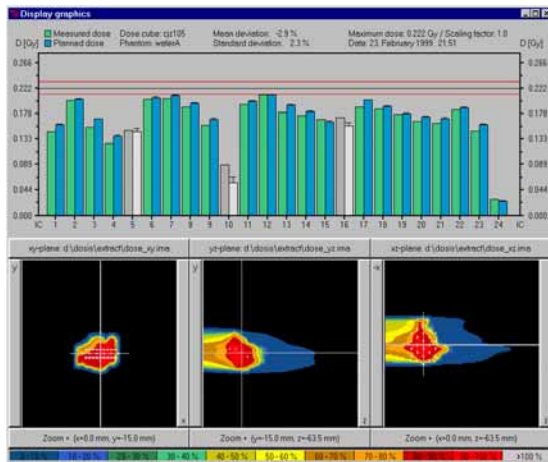 Display graphics
Measured dose Dose cube: cjz105 Mean deviation: -2.9 % Maximum dose: 0.222 Gy / Scaling factor: 1.0
D [Gy] Planned dose Phantom: waterA Standard deviation: 2.3 % Date: 23. February 1999 21:51 D [Gy]
0.266 0.266
0.222 0.222
0.178 0.178
0.133 0.133
0.089 0.089
0.044 0.044
0.000 0.000
IC 1 2 3 4 5 6 7 8 9 10 11 12 13 14 15 16 17 18 19 20 21 22 23 24 IC
xy-plane: d:\dosis\extract\dose_xy.ima yz-plane: d:\dosis\extract\dose_yz.ima xz-plane: d:\dosis\extract\dose_xz.ima
y y -x
x z z
Zoom + (x=0.0 mm, y=-15.0 mm) Zoom + (y=-15.0 mm, z=-63.5 mm) Zoom + (x=0.0 mm, z=-63.5 mm)
0 - 10 % 10 - 20 % 20 - 30 % 30 - 40 % 40 - 50 % 50 - 60 % 60 - 70 % 70 - 80 % >100 %